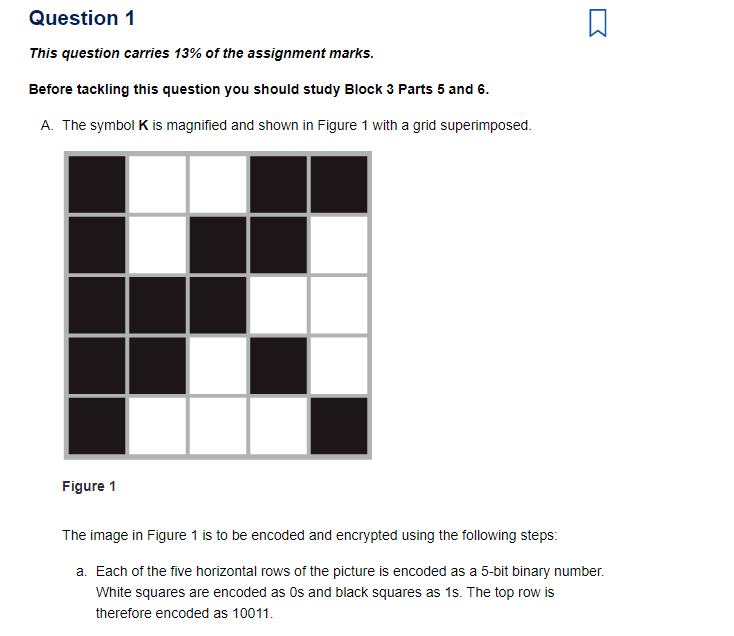 Question 1
This question carries 13% of the assignment marks.
Before tackling this question you should study Block 3 Parts 5 and 6.
A. The symbol K is magnified and shown in Figure 1 with a grid superimposed.
Figure 1
The image in Figure 1 is to be encoded and encrypted using the following steps:
a. Each of the five horizontal rows of the picture is encoded as a 5-bit binary number.
White squares are encoded as 0s and black squares as 1s. The top row is
therefore encoded as 10011.